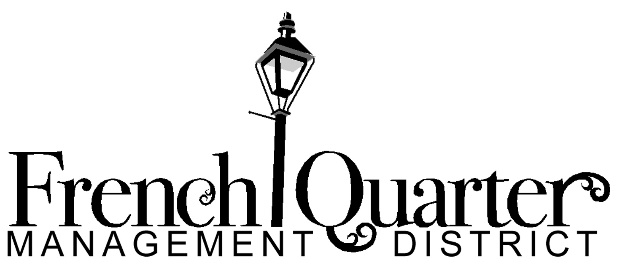 French Quarter
MANAGEMENT DISTRICT